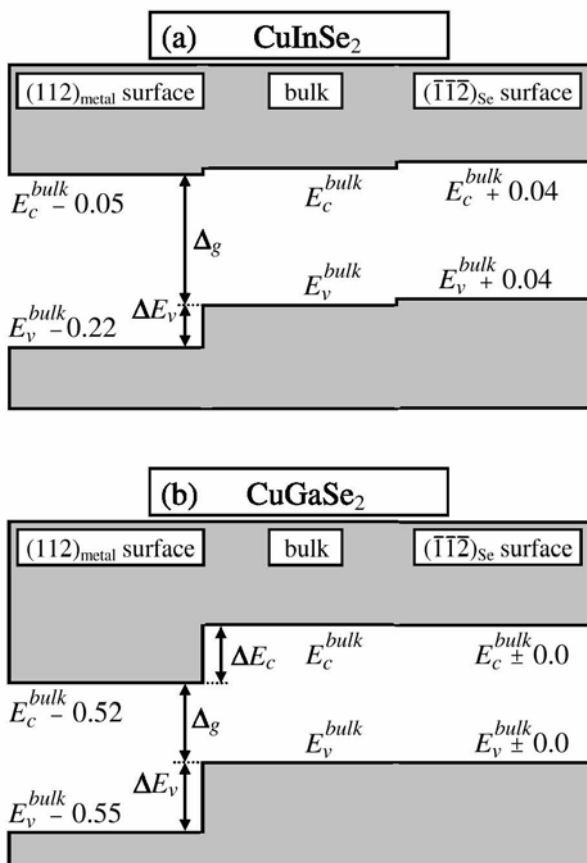 (a) CuInSe₂
(112)metal surface bulk (1̅1̅2̅)Se surface
E_c^bulk − 0.05 E_c^bulk E_c^bulk + 0.04
Δg
E_v^bulk − 0.22 ΔE_v E_v^bulk E_v^bulk + 0.04
(b) CuGaSe₂
(112)metal surface bulk (1̅1̅2̅)Se surface
ΔE_c E_c^bulk E_c^bulk ± 0.0
E_c^bulk − 0.52 Δg E_v^bulk E_v^bulk ± 0.0
E_v^bulk − 0.55 ΔE_v